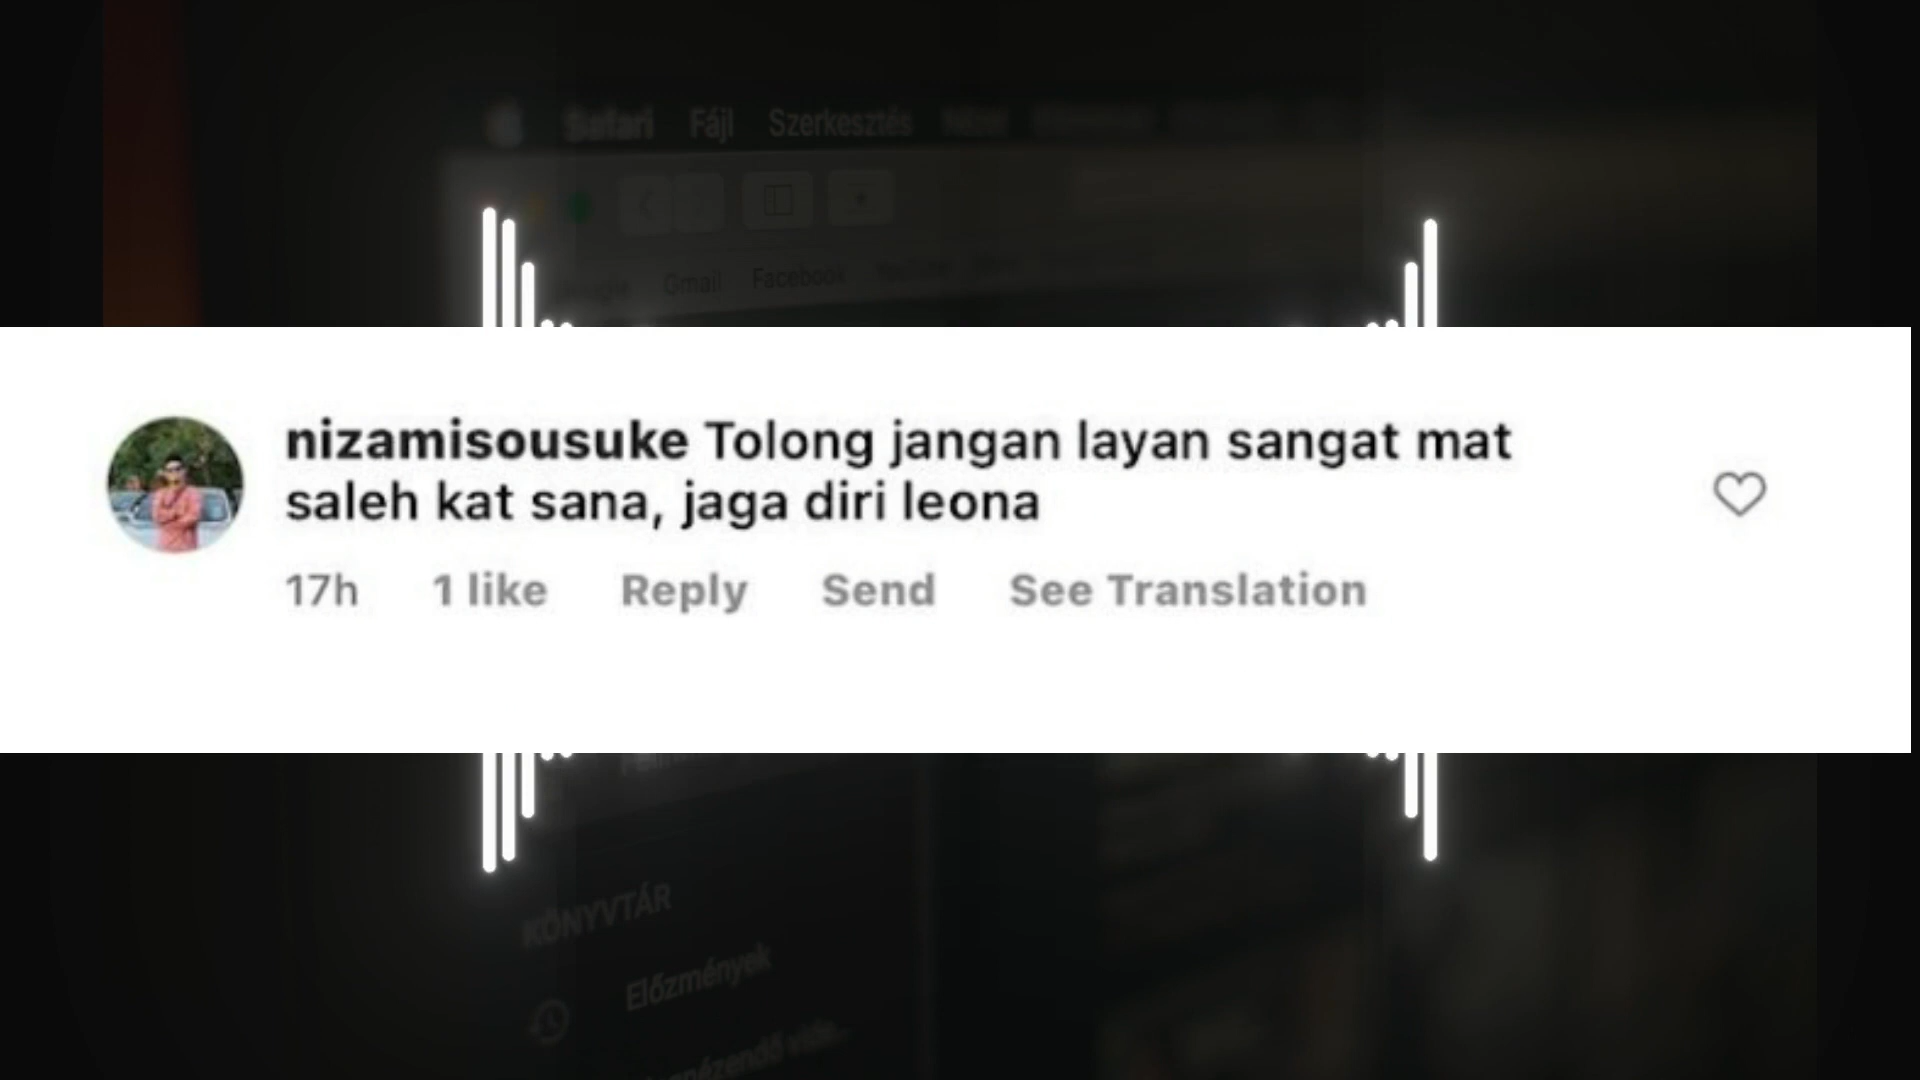 Safari Fájl Szerkesztés
Gmail Facebook
nizamisousuke Tolong jangan layan sangat mat
saleh kat sana, jaga diri leona
17h 1 like Reply Send See Translation
KÖNYVTÁR
Előzmények